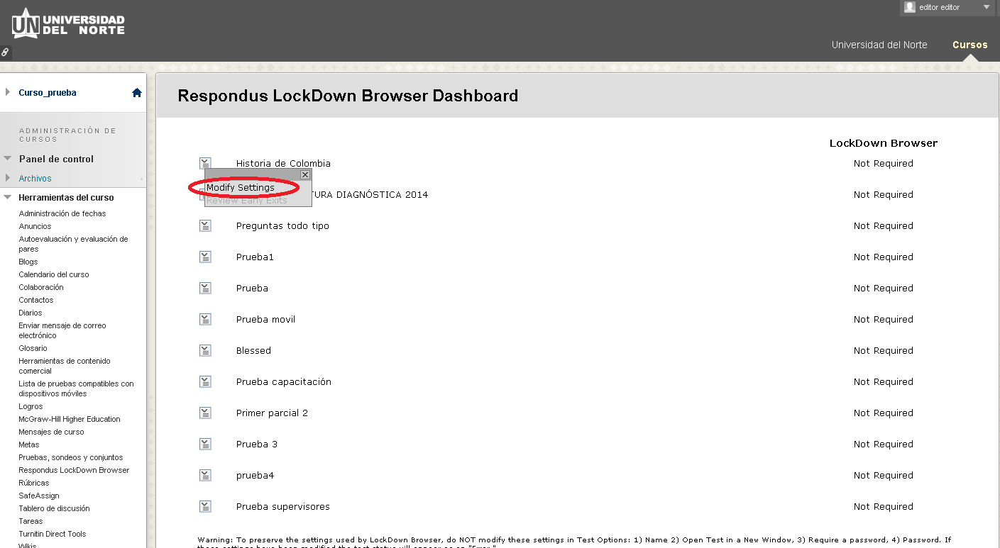 editor editor
UN UNIVERSIDAD
DEL NORTE
Universidad del Norte
Cursos
Curso_prueba
ADMINISTRACIÓN DE
CURSOS
Panel de control
Archivos
Herramientas del curso
Administración de fechas
Anuncios
Autoevaluación y evaluación de
pares
Blogs
Calendario del curso
Colaboración
Contactos
Diarios
Enviar mensaje de correo
electrónico
Glosario
Herramientas de contenido
comercial
Lista de pruebas compatibles con
dispositivos móviles
Logros
McGraw-Hill Higher Education
Mensajes de curso
Metas
Pruebas, sondeos y conjuntos
Respondus LockDown Browser
Rúbricas
SafeAssign
Tablero de discusión
Tareas
Turnitin Direct Tools
Wikis
Respondus LockDown Browser Dashboard
LockDown Browser
Historia de Colombia Not Required
Modify Settings
Review Early Exits
TURA DIAGNÓSTICA 2014 Not Required
Preguntas todo tipo Not Required
Prueba1 Not Required
Prueba Not Required
Prueba movil Not Required
Blessed Not Required
Prueba capacitación Not Required
Primer parcial 2 Not Required
Prueba 3 Not Required
prueba4 Not Required
Prueba supervisores Not Required
Warning: To preserve the settings used by LockDown Browser, do NOT modify these settings in Test Options: 1) Name 2) Open Test in a New Window, 3) Require a password, 4) Password. If
these settings have been modified the test status will appear as an "Error."